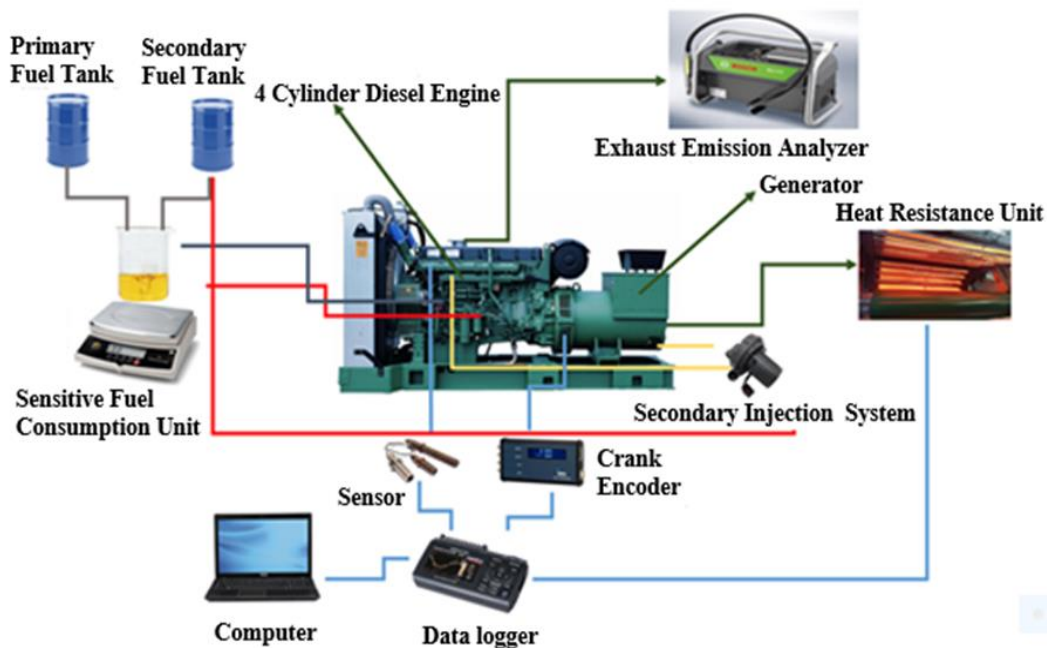 Primary
Fuel Tank
Secondary
Fuel Tank
4 Cylinder Diesel Engine
Exhaust Emission Analyzer
Generator
Heat Resistance Unit
Sensitive Fuel
Consumption Unit
Secondary Injection System
Crank
Encoder
Sensor
Computer
Data logger